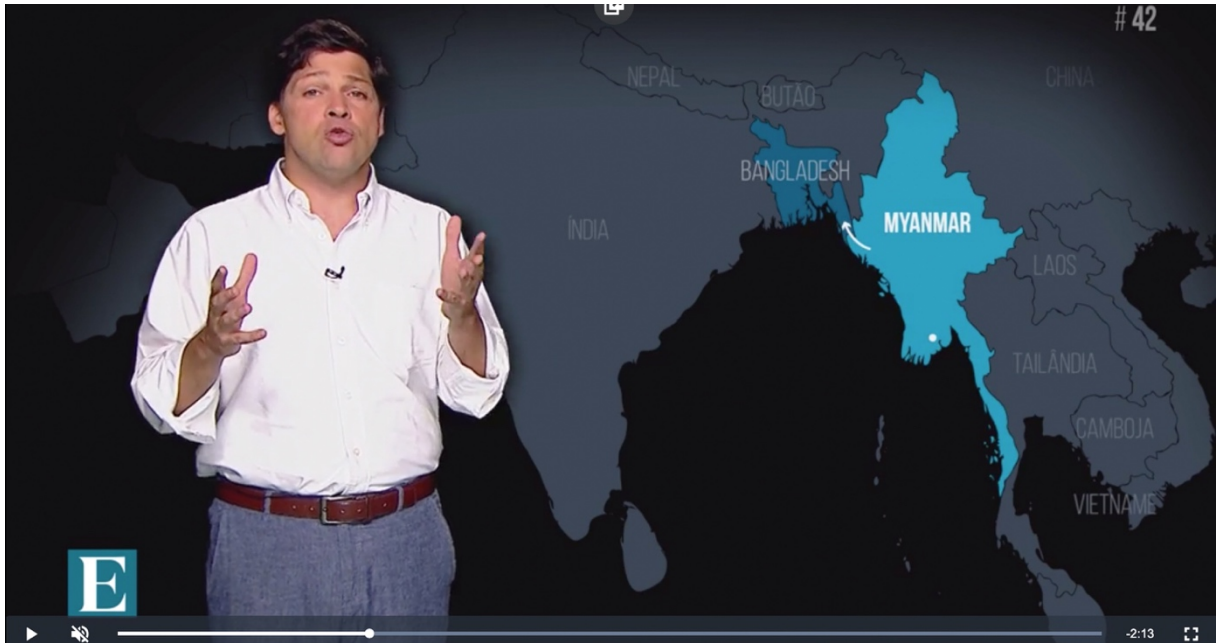 # 42
NEPAL
CHINA
BUTÃO
BANGLADESH
ÍNDIA
MYANMAR
LAOS
TAILÂNDIA
CAMBOJA
VIETNAME
E
-2:13